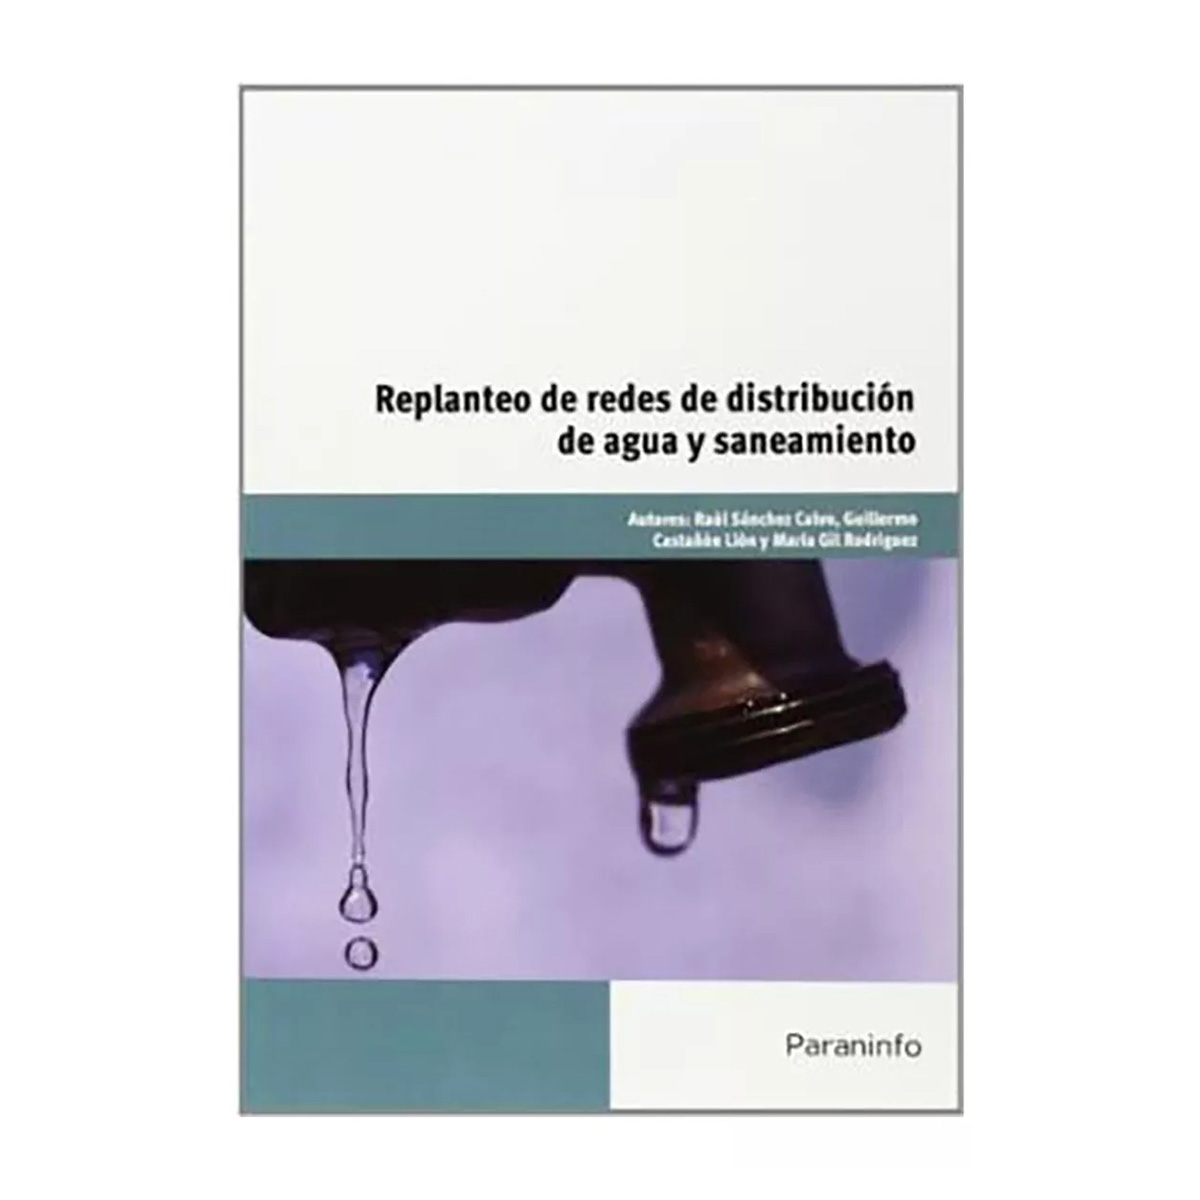 Replanteo de redes de distribución
de agua y saneamiento
Autores: Raúl Sánchez Calvo, Guillermo
Castañón Lión y María Gil Rodríguez
Paraninfo